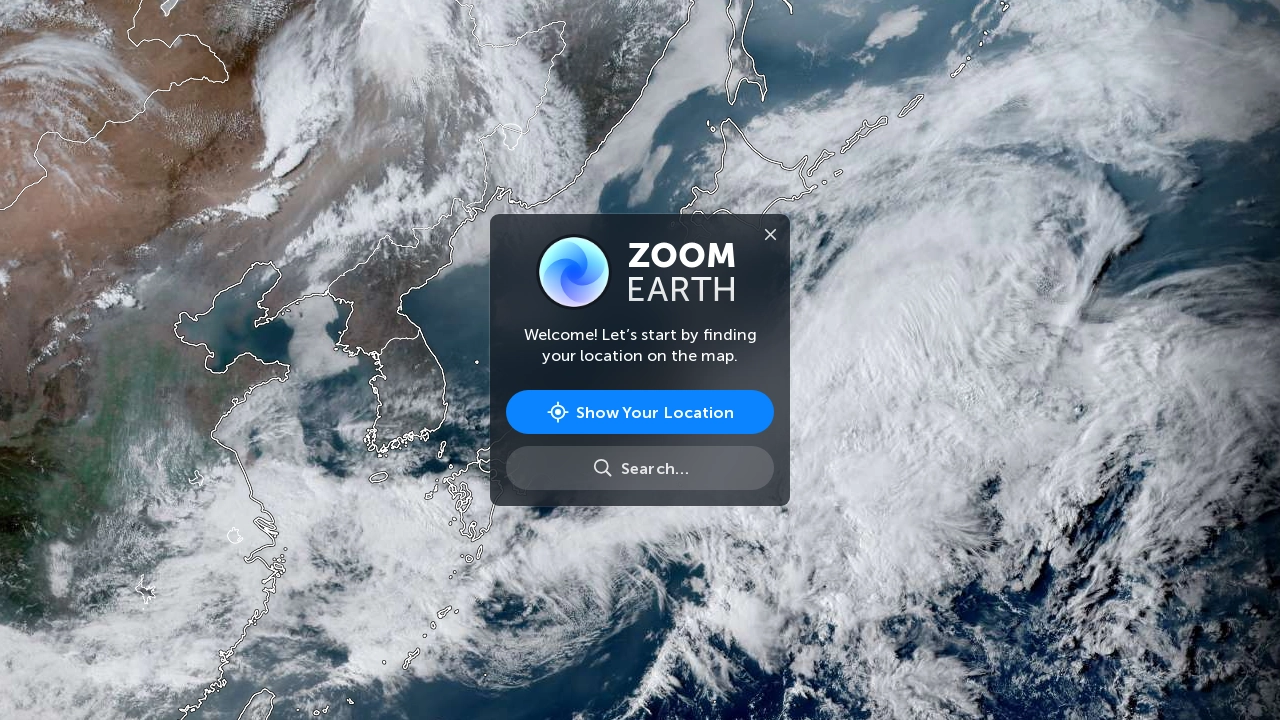 ZOOM
EARTH
Welcome! Let’s start by finding
your location on the map.
Show Your Location
Search…